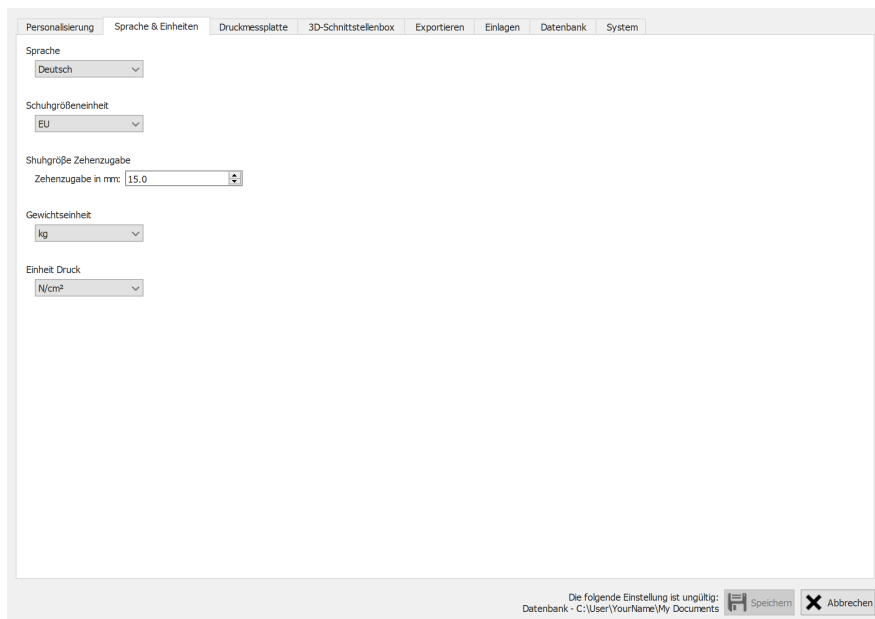 Personalisierung Sprache & Einheiten Druckmessplatte 3D-Schnittstellenbox Exportieren Einlagen Datenbank System
Sprache
Deutsch
Schuhgrößeneinheit
EU
Shuhgröβe Zehenzugabe
Zehenzugabe in mm: 15.0
Gewichtseinheit
kg
Einheit Druck
N/cm²
Die folgende Einstellung ist ungültig:
Datenbank - C:\User\YourName\My Documents
Speichern
Abbrechen